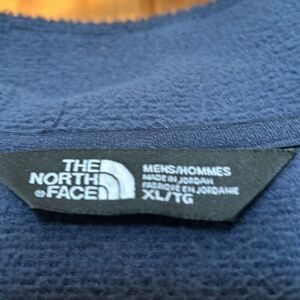 THE
NORTH
FACE
MENS/HOMMES
MADE IN JORDAN
FABRIQUÉ EN JORDANIE
XL/TG